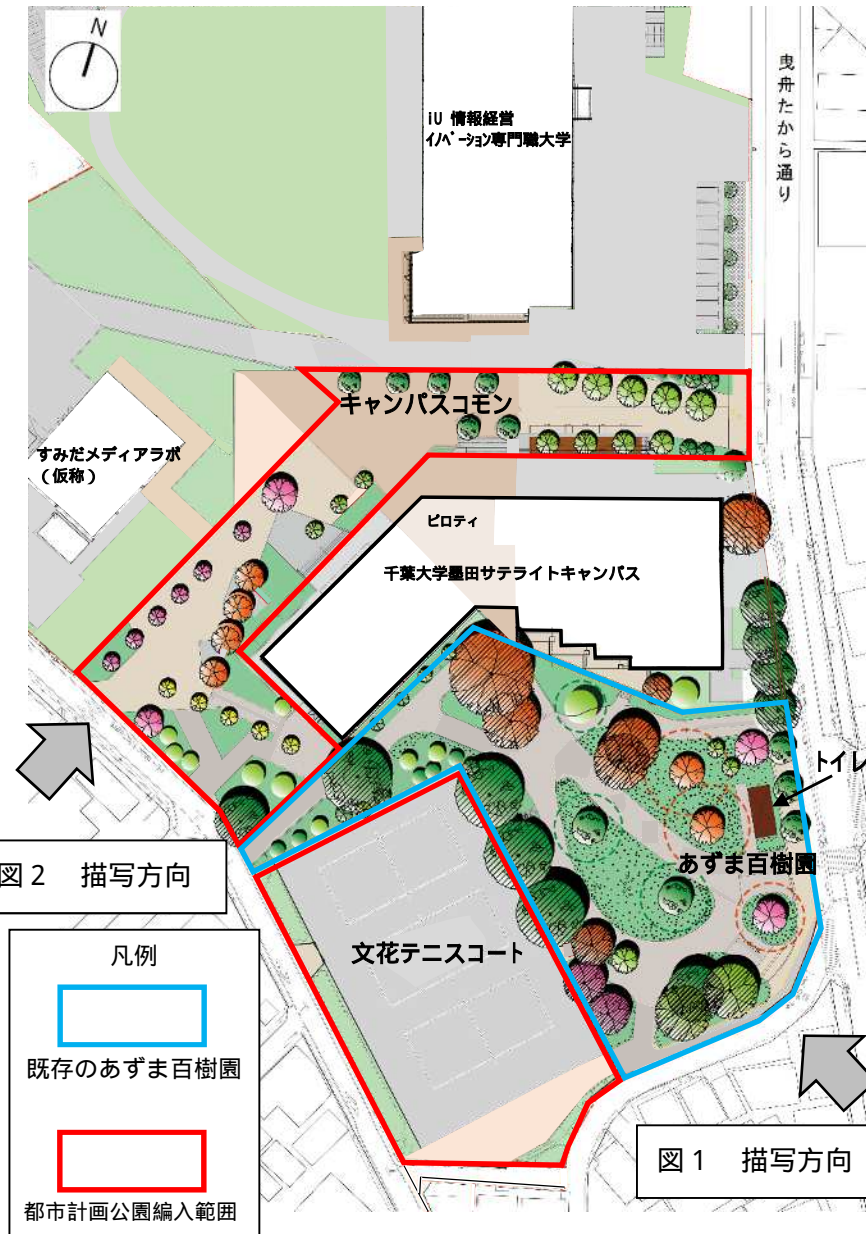 N
iU 情報経営
イノベーション専門職大学
曳舟たから通り
キャンパスコモン
すみだメディアラボ
（仮称）
ピロティ
千葉大学墨田サテライトキャンパス
トイレ
あずま百樹園
図２　描写方向
文花テニスコート
凡例
既存のあずま百樹園
都市計画公園編入範囲
図１　描写方向